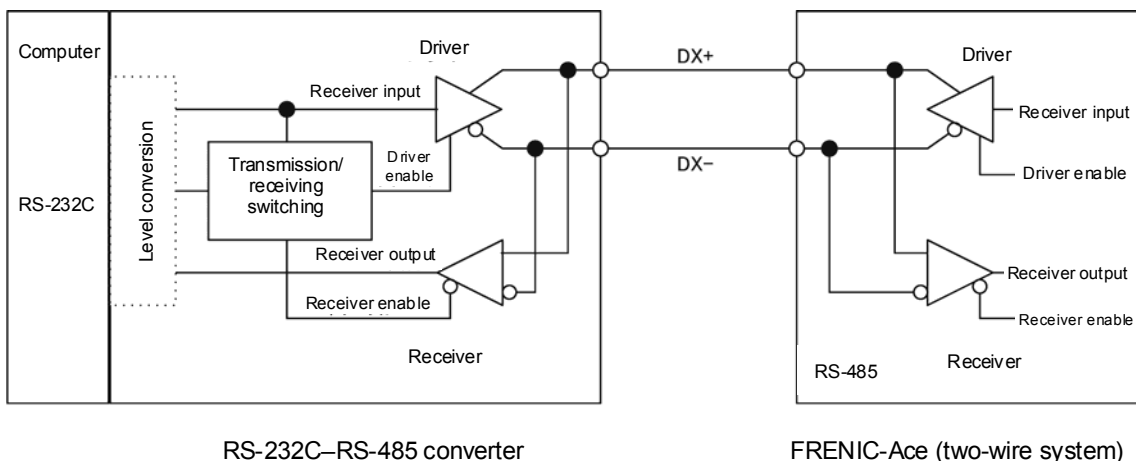 Computer
RS-232C
Level conversion
Driver
Receiver input
Transmission/
receiving
switching
Driver
enable
Receiver output
Receiver enable
Receiver
DX+
DX−
Driver
Receiver input
Driver enable
Receiver output
Receiver enable
Receiver
RS-485
RS-232C–RS-485 converter
FRENIC-Ace (two-wire system)